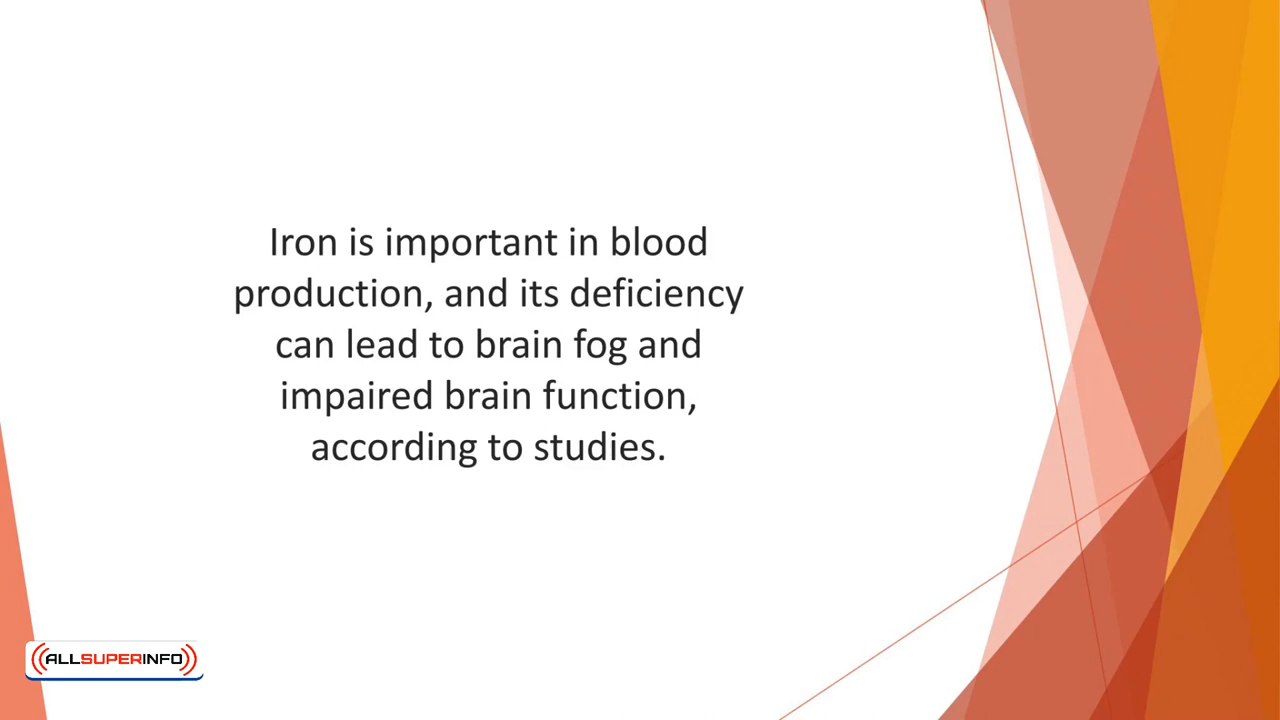 Iron is important in blood
production, and its deficiency
can lead to brain fog and
impaired brain function,
according to studies.
ALLSUPERINFO